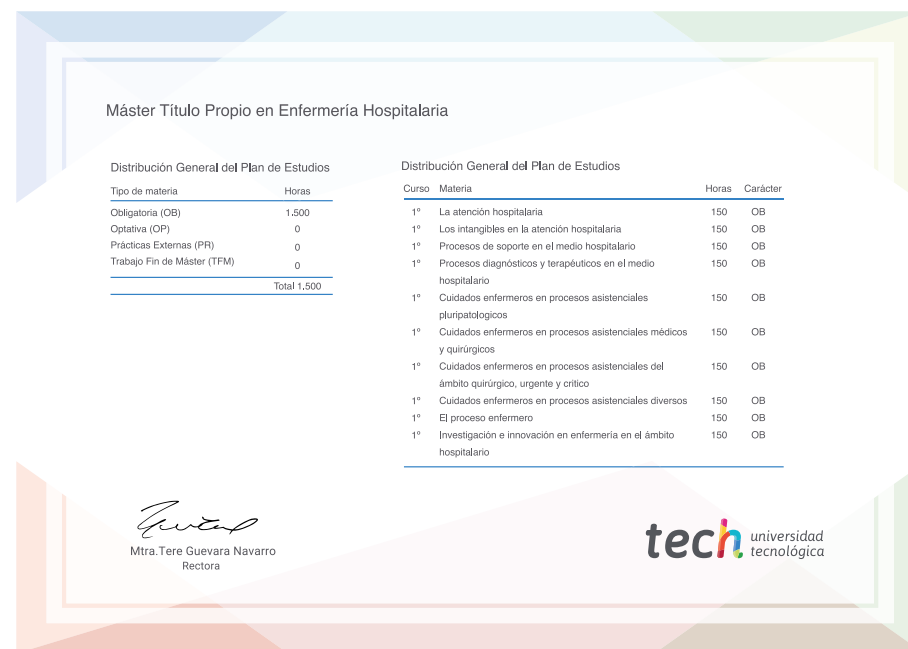 Máster Título Propio en Enfermería Hospitalaria
Distribución General del Plan de Estudios
Tipo de materia Horas
Obligatoria (OB) 1.500
Optativa (OP) 0
Prácticas Externas (PR) 0
Trabajo Fin de Máster (TFM) 0
Total 1.500
Distribución General del Plan de Estudios
Curso Materia Horas Carácter
1º La atención hospitalaria 150 OB
1º Los intangibles en la atención hospitalaria 150 OB
1º Procesos de soporte en el medio hospitalario 150 OB
1º Procesos diagnósticos y terapéuticos en el medio 150 OB
hospitalario
1º Cuidados enfermeros en procesos asistenciales 150 OB
pluripatologicos
1º Cuidados enfermeros en procesos asistenciales médicos 150 OB
y quirúrgicos
1º Cuidados enfermeros en procesos asistenciales del 150 OB
ámbito quirúrgico, urgente y critico
1º Cuidados enfermeros en procesos asistenciales diversos 150 OB
1º El proceso enfermero 150 OB
1º Investigación e innovación en enfermería en el ámbito 150 OB
hospitalario
Mtra.Tere Guevara Navarro
Rectora
tech universidad
tecnológica